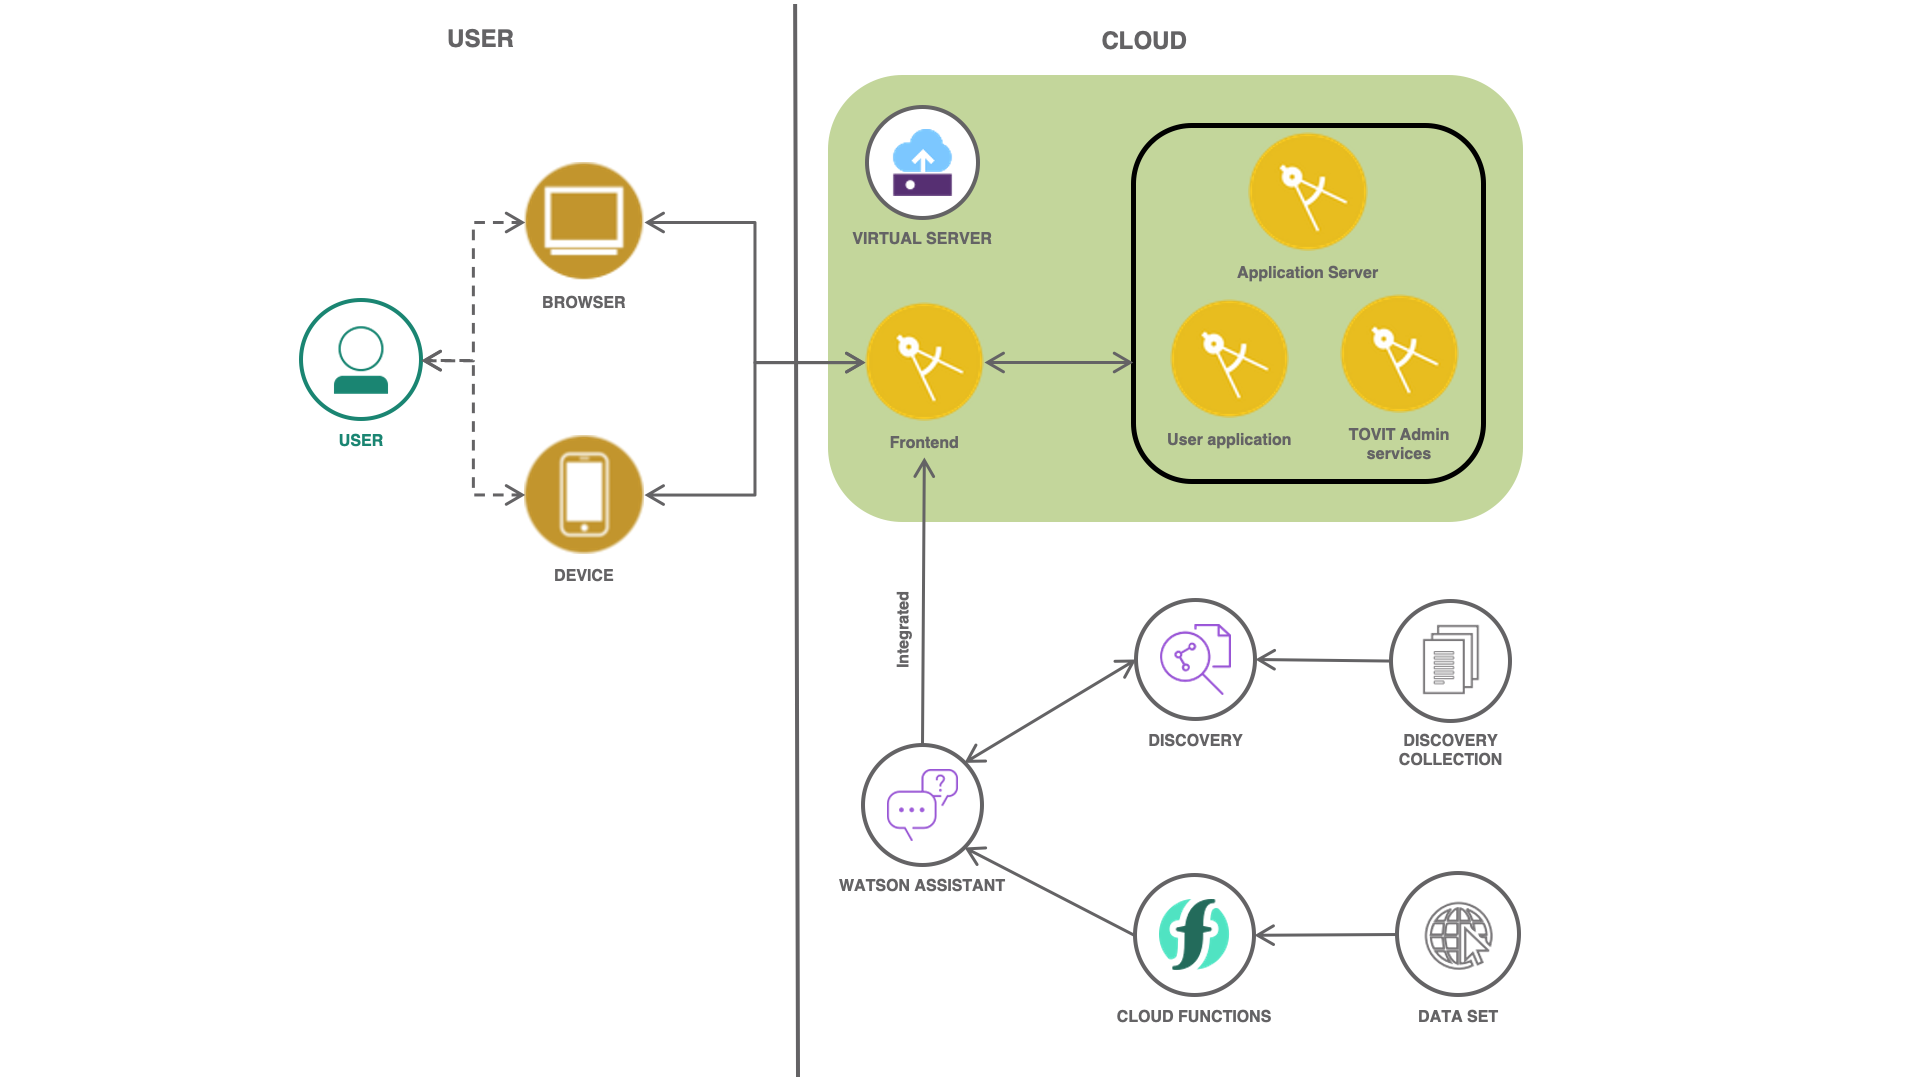 USER
CLOUD
VIRTUAL SERVER
Application Server
BROWSER
USER
Frontend
User application
TOVIT Admin
services
DEVICE
Integrated
DISCOVERY
DISCOVERY
COLLECTION
?
WATSON ASSISTANT
CLOUD FUNCTIONS
DATA SET